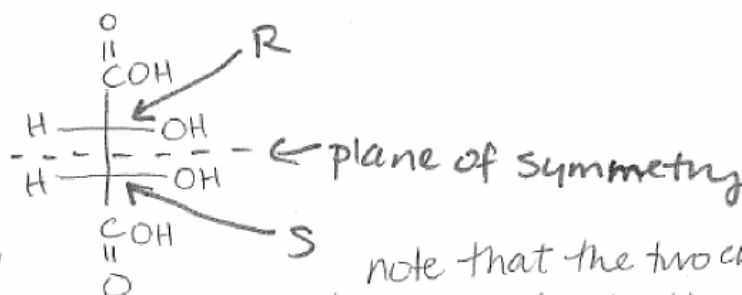 O
COH
R
H OH
plane of symmetry
H OH
COH
S
O
note that the two